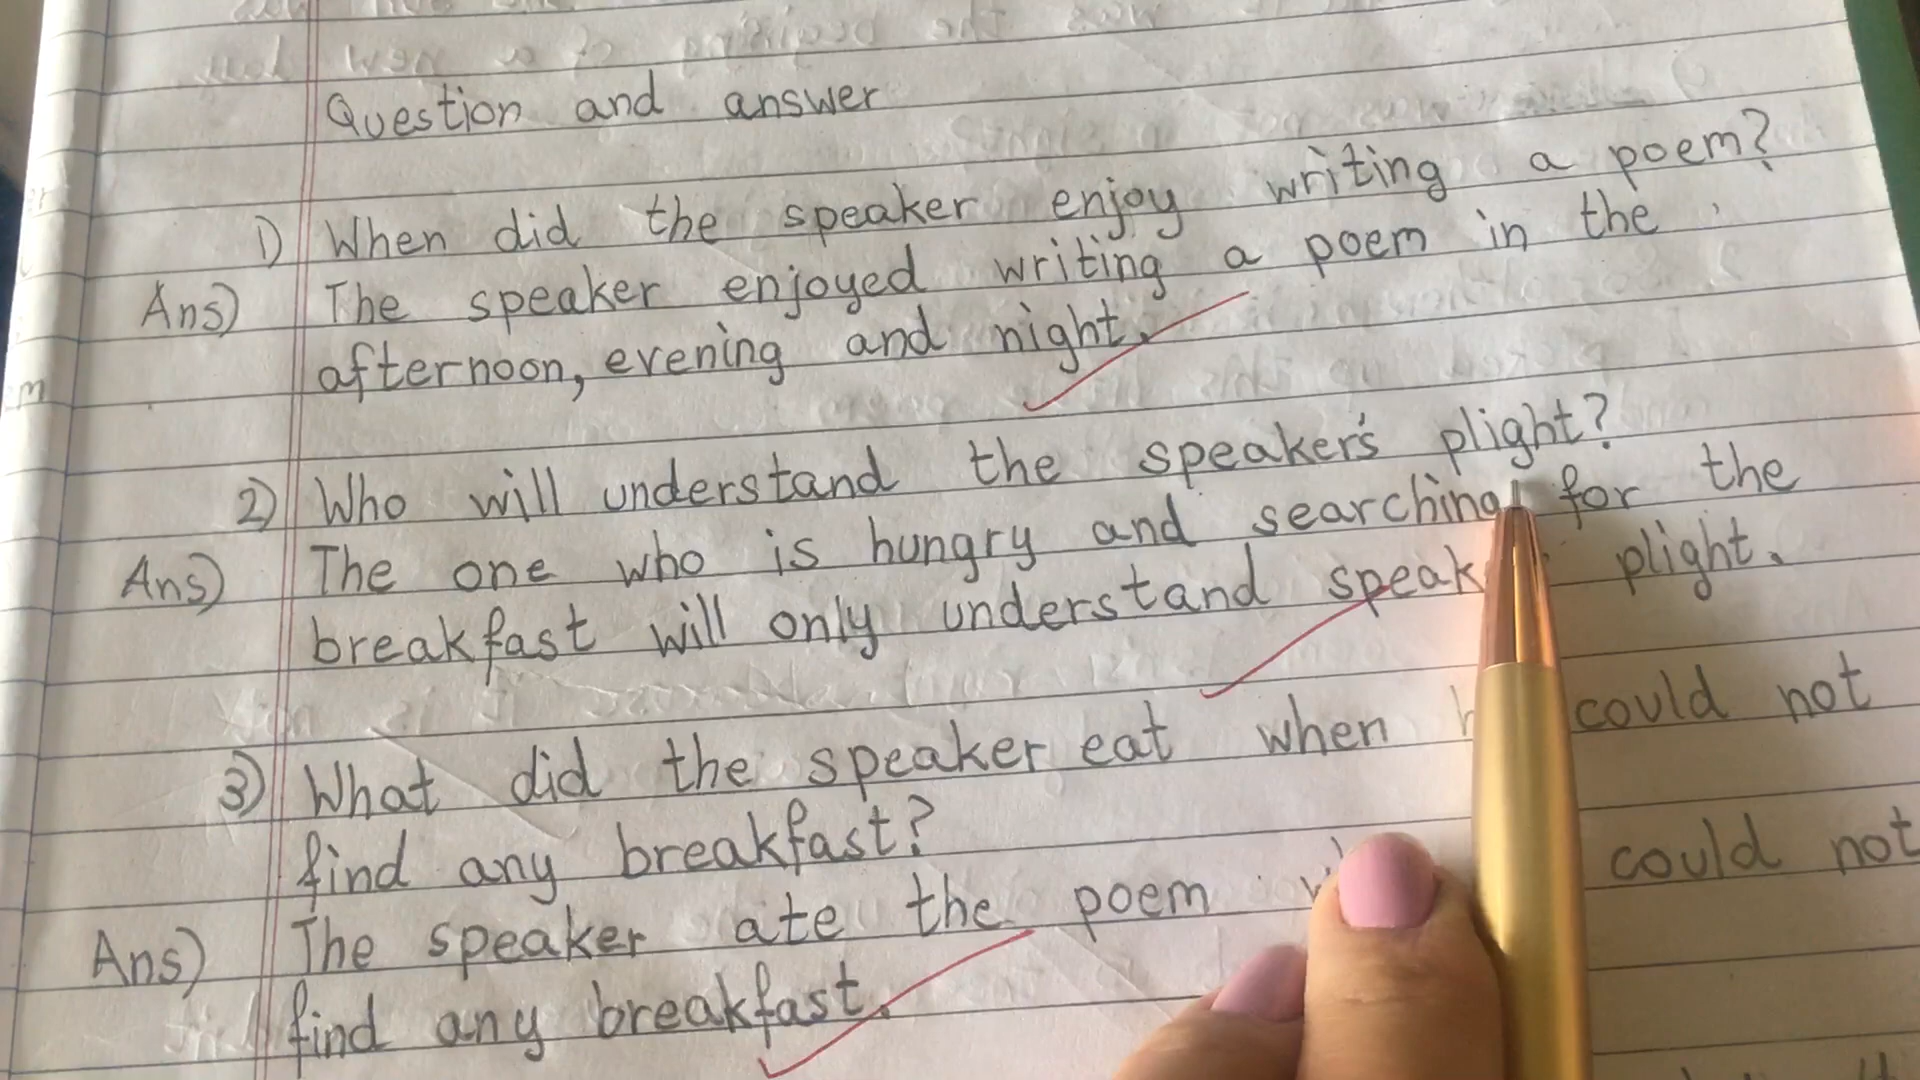 Question and answer
1) When did the speaker enjoy writing a poem?
Ans) The speaker enjoyed writing a poem in the
afternoon, evening and night.
2) Who will understand the speaker's plight?
Ans) The one who is hungry and searching for the
breakfast will only understand plight.
3) What did the speaker eat when could not
find any breakfast?
Ans) The speaker ate the poem could not
find any breakfast.